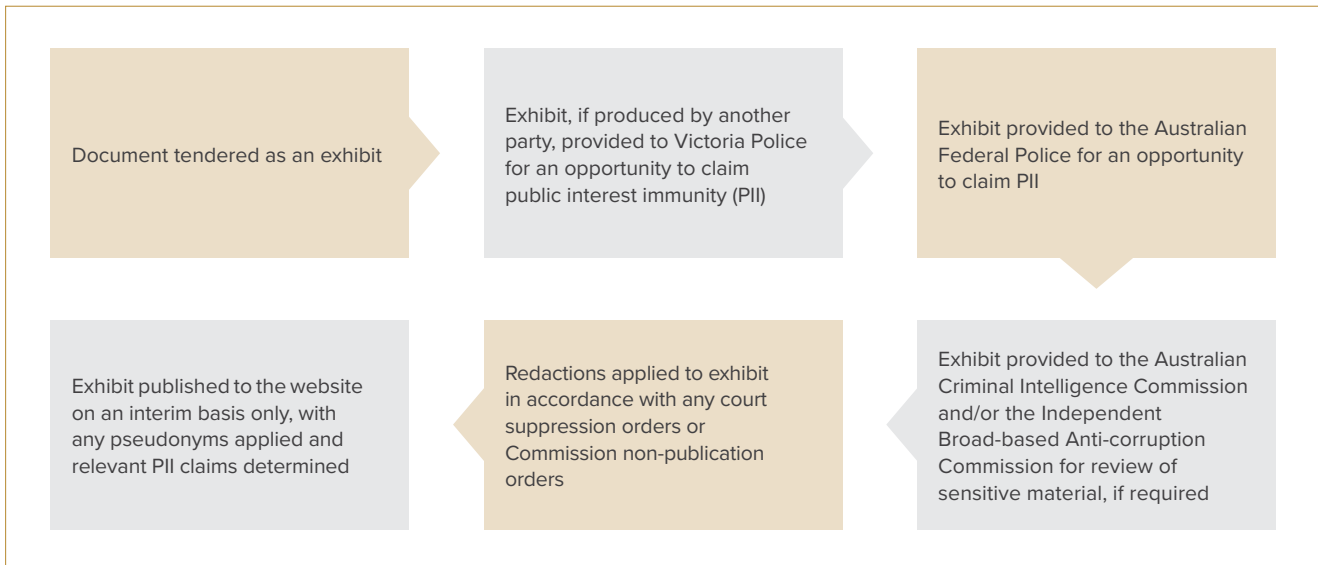 Document tendered as an exhibit
Exhibit, if produced by another
party, provided to Victoria Police
for an opportunity to claim
public interest immunity (PII)
Exhibit provided to the Australian
Federal Police for an opportunity
to claim PII
Exhibit provided to the Australian
Criminal Intelligence Commission
and/or the Independent
Broad-based Anti-corruption
Commission for review of
sensitive material, if required
Redactions applied to exhibit
in accordance with any court
suppression orders or
Commission non-publication
orders
Exhibit published to the website
on an interim basis only, with
any pseudonyms applied and
relevant PII claims determined